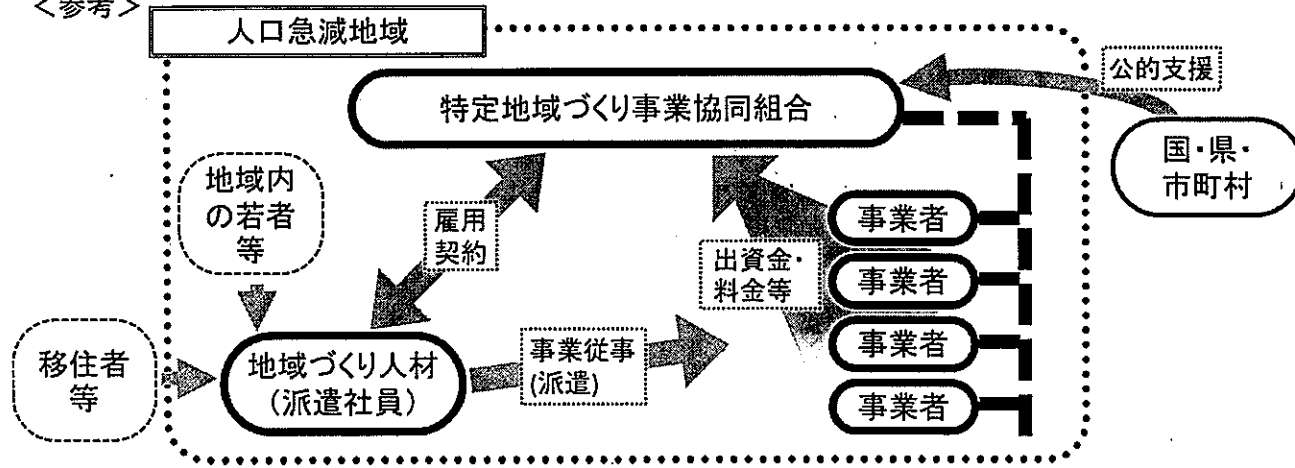 <参考>
人口急減地域
公的支援
特定地域づくり事業協同組合
国・県・
市町村
地域内
の若者
等
雇用
契約
事業者
出資金・
料金等
事業者
事業者
移住者
等
地域づくり人材
(派遣社員)
事業従事
(派遣)
事業者